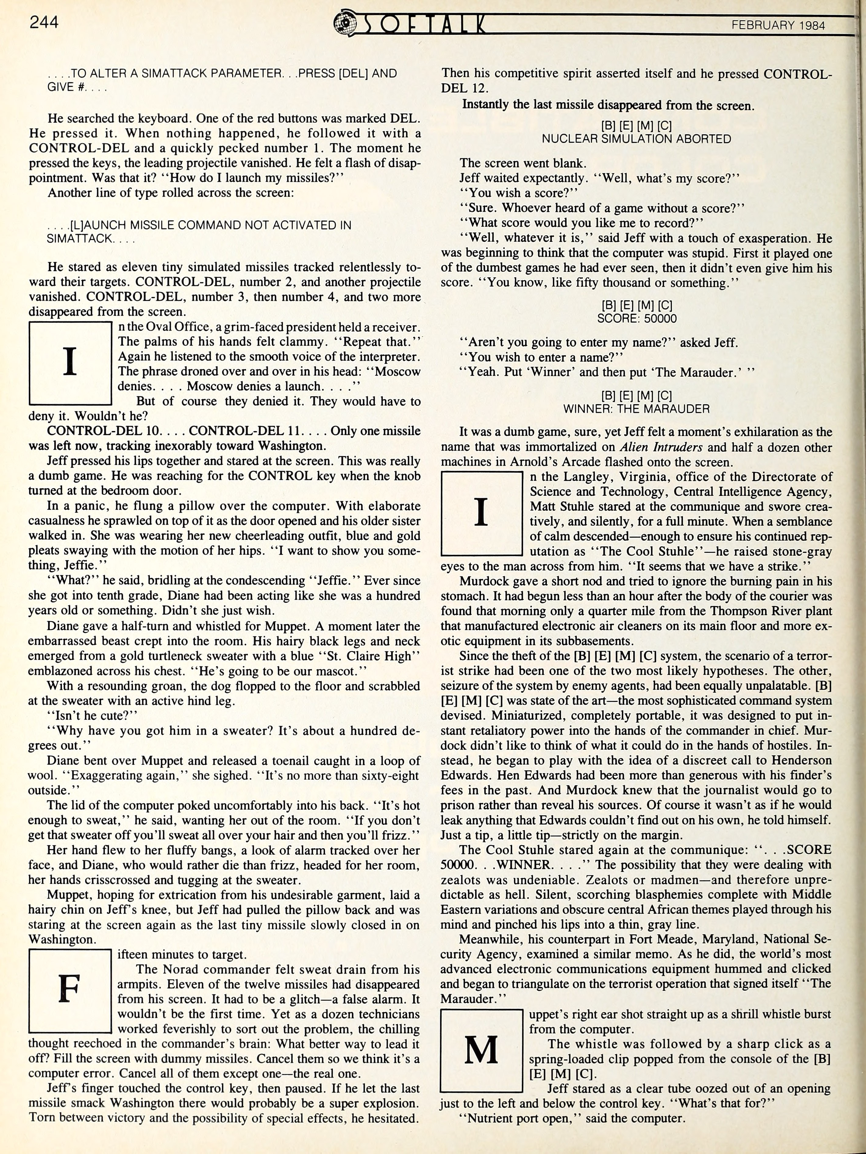 244
SOFTALK
FEBRUARY 1984
. . . .TO ALTER A SIMATTACK PARAMETER. . .PRESS [DEL] AND
GIVE #. . . .
He searched the keyboard. One of the red buttons was marked DEL.
He pressed it. When nothing happened, he followed it with a
CONTROL-DEL and a quickly pecked number 1. The moment he
pressed the keys, the leading projectile vanished. He felt a flash of disap-
pointment. Was that it? ‘‘How do I launch my missiles?’’
Another line of type rolled across the screen:
. . . .[L]AUNCH MISSILE COMMAND NOT ACTIVATED IN
SIMATTACK. . . .
He stared as eleven tiny simulated missiles tracked relentlessly to-
ward their targets. CONTROL-DEL, number 2, and another projectile
vanished. CONTROL-DEL, number 3, then number 4, and two more
disappeared from the screen.
In the Oval Office, a grim-faced president held a receiver.
The palms of his hands felt clammy. ‘‘Repeat that.’’
Again he listened to the smooth voice of the interpreter.
The phrase droned over and over in his head: ‘‘Moscow
denies. . . . Moscow denies a launch. . . .’’
But of course they denied it. They would have to
deny it. Wouldn't he?
CONTROL-DEL 10. . . . CONTROL-DEL 11. . . . Only one missile
was left now, tracking inexorably toward Washington.
Jeff pressed his lips together and stared at the screen. This was really
a dumb game. He was reaching for the CONTROL key when the knob
turned at the bedroom door.
In a panic, he flung a pillow over the computer. With elaborate
casualness he sprawled on top of it as the door opened and his older sister
walked in. She was wearing her new cheerleading outfit, blue and gold
pleats swaying with the motion of her hips. ‘‘I want to show you some-
thing, Jeffie.’’
‘‘What?’’ he said, bridling at the condescending ‘‘Jeffie.’’ Ever since
she got into tenth grade, Diane had been acting like she was a hundred
years old or something. Didn't she just wish.
Diane gave a half-turn and whistled for Muppet. A moment later the
embarrassed beast crept into the room. His hairy black legs and neck
emerged from a gold turtleneck sweater with a blue ‘‘St. Claire High’’
emblazoned across his chest. ‘‘He's going to be our mascot.’’
With a resounding groan, the dog flopped to the floor and scrabbled
at the sweater with an active hind leg.
‘‘Isn't he cute?’’
‘‘Why have you got him in a sweater? It's about a hundred de-
grees out.’’
Diane bent over Muppet and released a toenail caught in a loop of
wool. ‘‘Exaggerating again,’’ she sighed. ‘‘It's no more than sixty-eight
outside.’’
The lid of the computer poked uncomfortably into his back. ‘‘It's hot
enough to sweat,’’ he said, wanting her out of the room. ‘‘If you don't
get that sweater off you'll sweat all over your hair and then you'll frizz.’’
Her hand flew to her fluffy bangs, a look of alarm tracked over her
face, and Diane, who would rather die than frizz, headed for her room,
her hands crisscrossed and tugging at the sweater.
Muppet, hoping for extrication from his undesirable garment, laid a
hairy chin on Jeff's knee, but Jeff had pulled the pillow back and was
staring at the screen again as the last tiny missile slowly closed in on
Washington.
Fifteen minutes to target.
The Norad commander felt sweat drain from his
armpits. Eleven of the twelve missiles had disappeared
from his screen. It had to be a glitch—a false alarm. It
wouldn't be the first time. Yet as a dozen technicians
worked feverishly to sort out the problem, the chilling
thought reechoed in the commander's brain: What better way to lead it
off? Fill the screen with dummy missiles. Cancel them so we think it's a
computer error. Cancel all of them except one—the real one.
Jeff's finger touched the control key, then paused. If he let the last
missile smack Washington there would probably be a super explosion.
Torn between victory and the possibility of special effects, he hesitated.
Then his competitive spirit asserted itself and he pressed CONTROL-
DEL 12.
Instantly the last missile disappeared from the screen.
[B] [E] [M] [C]
NUCLEAR SIMULATION ABORTED
The screen went blank.
Jeff waited expectantly. ‘‘Well, what's my score?’’
‘‘You wish a score?’’
‘‘Sure. Whoever heard of a game without a score?’’
‘‘What score would you like me to record?’’
‘‘Well, whatever it is,’’ said Jeff with a touch of exasperation. He
was beginning to think that the computer was stupid. First it played one
of the dumbest games he had ever seen, then it didn't even give him his
score. ‘‘You know, like fifty thousand or something.’’
[B] [E] [M] [C]
SCORE: 50000
‘‘Aren't you going to enter my name?’’ asked Jeff.
‘‘You wish to enter a name?’’
‘‘Yeah. Put ‘Winner’ and then put ‘The Marauder.’ ’’
[B] [E] [M] [C]
WINNER: THE MARAUDER
It was a dumb game, sure, yet Jeff felt a moment's exhilaration as the
name that was immortalized on Alien Intruders and half a dozen other
machines in Arnold's Arcade flashed onto the screen.
In the Langley, Virginia, office of the Directorate of
Science and Technology, Central Intelligence Agency,
Matt Stuhle stared at the communique and swore crea-
tively, and silently, for a full minute. When a semblance
of calm descended—enough to ensure his continued rep-
utation as ‘‘The Cool Stuhle’’—he raised stone-gray
eyes to the man across from him. ‘‘It seems that we have a strike.’’
Murdock gave a short nod and tried to ignore the burning pain in his
stomach. It had begun less than an hour after the body of the courier was
found that morning only a quarter mile from the Thompson River plant
that manufactured electronic air cleaners on its main floor and more ex-
otic equipment in its subbasements.
Since the theft of the [B] [E] [M] [C] system, the scenario of a terror-
ist strike had been one of the two most likely hypotheses. The other,
seizure of the system by enemy agents, had been equally unpalatable. [B]
[E] [M] [C] was state of the art—the most sophisticated command system
devised. Miniaturized, completely portable, it was designed to put in-
stant retaliatory power into the hands of the commander in chief. Mur-
dock didn't like to think of what it could do in the hands of hostiles. In-
stead, he began to play with the idea of a discreet call to Henderson
Edwards. Hen Edwards had been more than generous with his finder's
fees in the past. And Murdock knew that the journalist would go to
prison rather than reveal his sources. Of course it wasn't as if he would
leak anything that Edwards couldn't find out on his own, he told himself.
Just a tip, a little tip—strictly on the margin.
The Cool Stuhle stared again at the communique: ‘‘. . .SCORE
50000. . .WINNER. . . .’’ The possibility that they were dealing with
zealots was undeniable. Zealots or madmen—and therefore unpre-
dictable as hell. Silent, scorching blasphemies complete with Middle
Eastern variations and obscure central African themes played through his
mind and pinched his lips into a thin, gray line.
Meanwhile, his counterpart in Fort Meade, Maryland, National Se-
curity Agency, examined a similar memo. As he did, the world's most
advanced electronic communications equipment hummed and clicked
and began to triangulate on the terrorist operation that signed itself ‘‘The
Marauder.’’
Muppet's right ear shot straight up as a shrill whistle burst
from the computer.
The whistle was followed by a sharp click as a
spring-loaded clip popped from the console of the [B]
[E] [M] [C].
Jeff stared as a clear tube oozed out of an opening
just to the left and below the control key. ‘‘What's that for?’’
‘‘Nutrient port open,’’ said the computer.